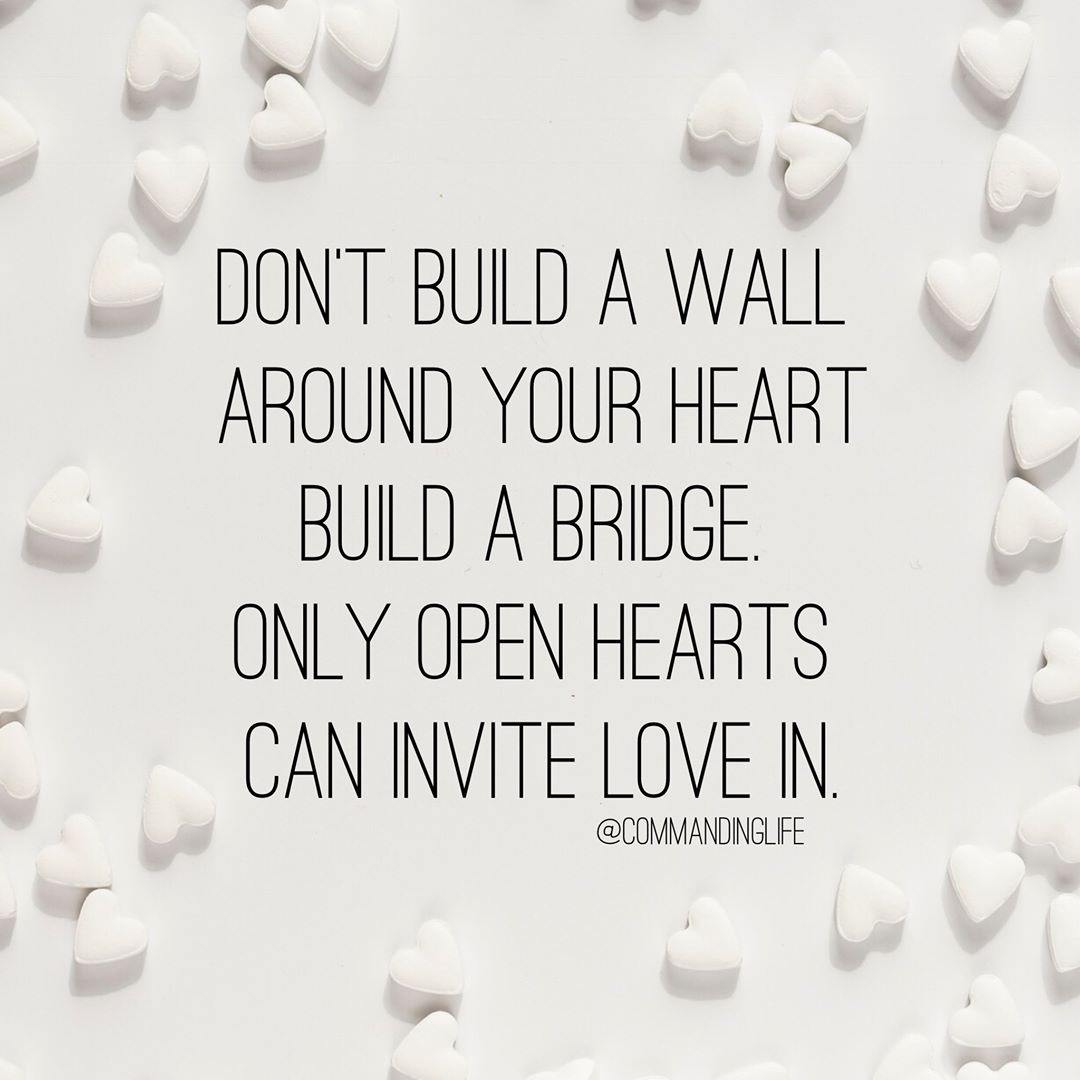 DON'T BUILD A WALL
AROUND YOUR HEART
BUILD A BRIDGE.
ONLY OPEN HEARTS
CAN INVITE LOVE IN.
@COMMANDINGLIFE